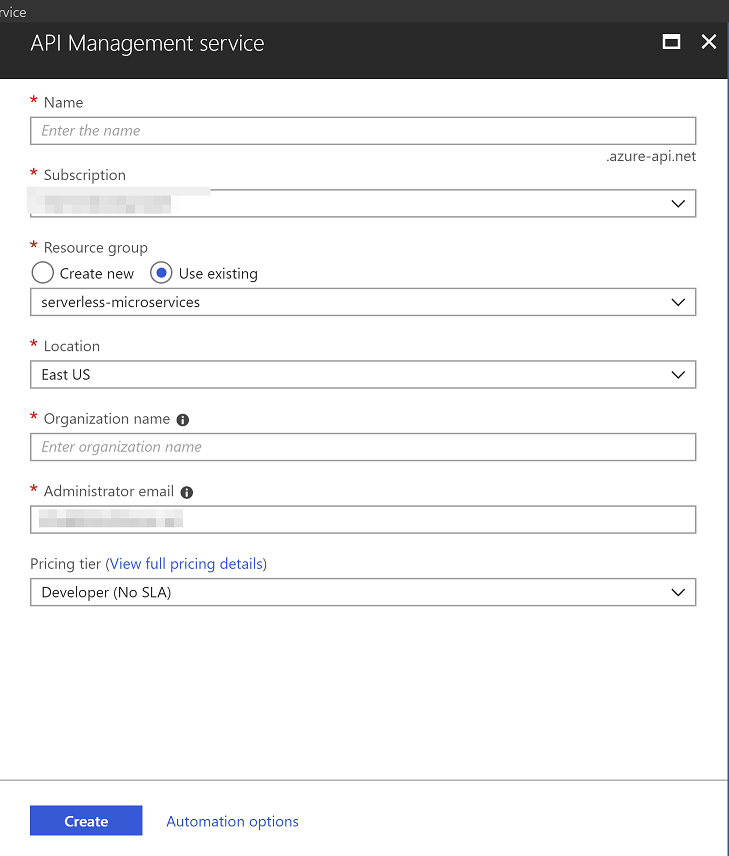 rvice
API Management service
* Name
Enter the name
.azure-api.net
* Subscription
* Resource group
Create new Use existing
serverless-microservices
* Location
East US
* Organization name
Enter organization name
* Administrator email
Pricing tier (View full pricing details)
Developer (No SLA)
Create Automation options